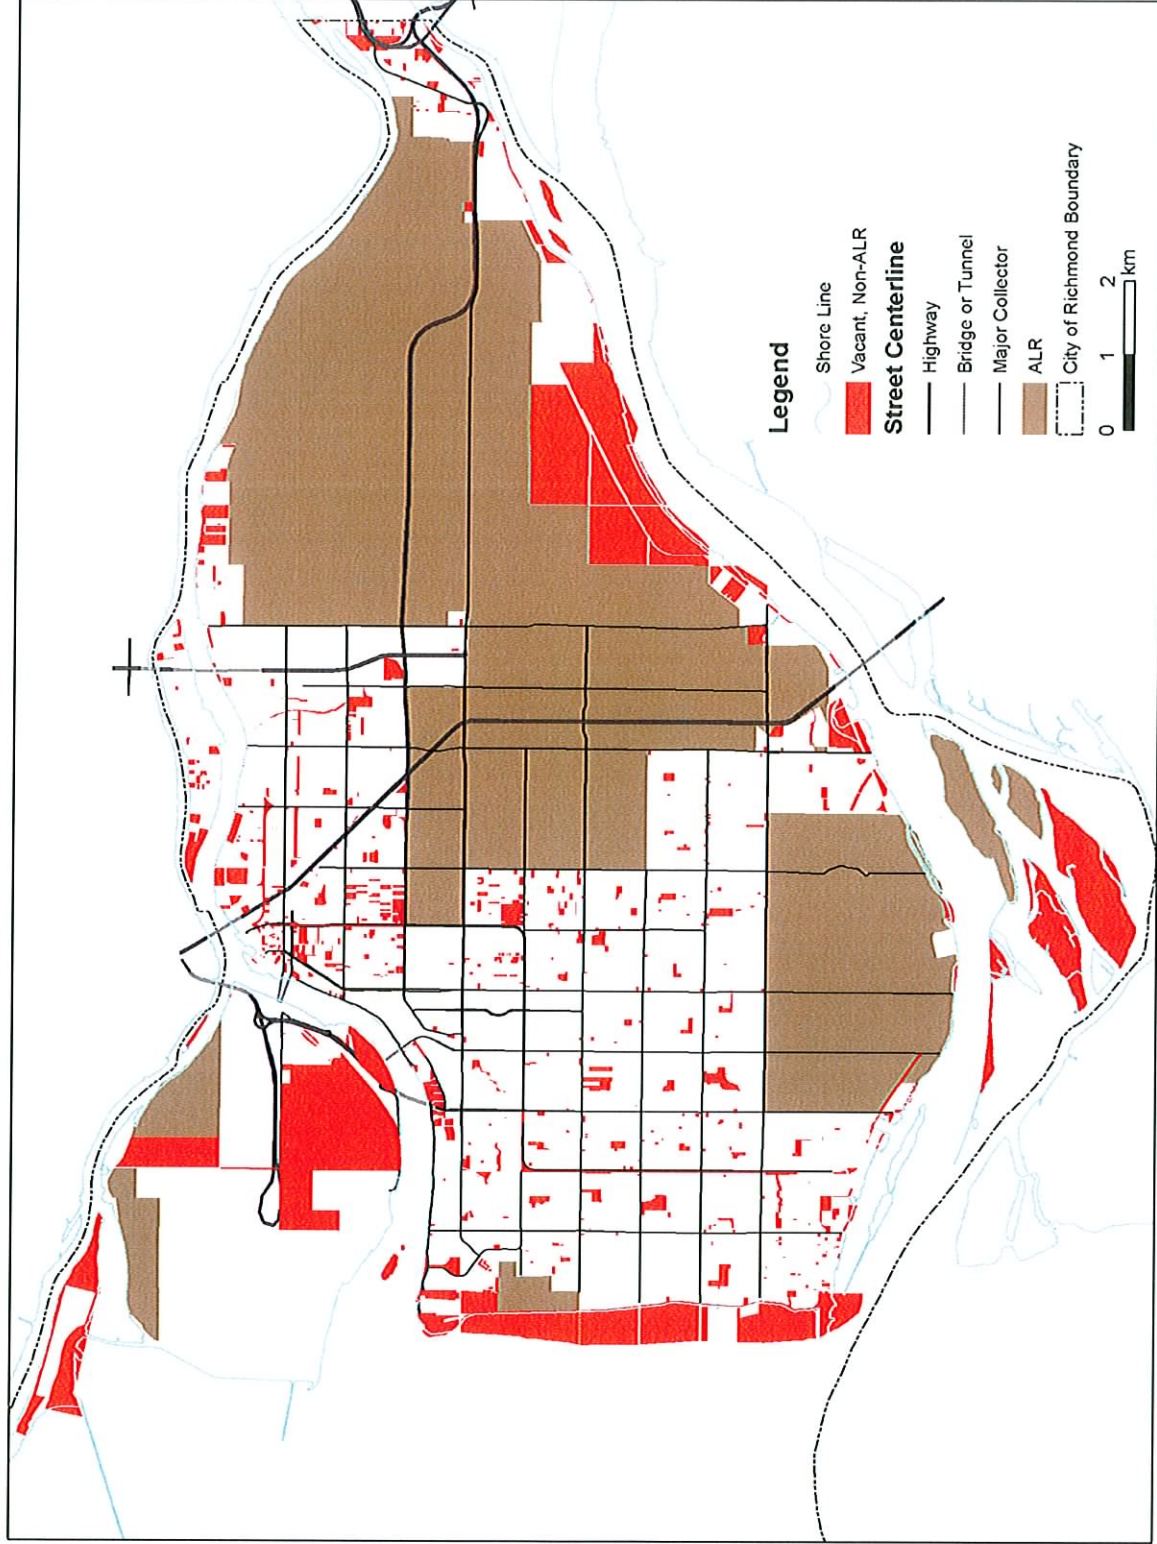 Legend
Shore Line
Vacant, Non-ALR
Street Centerline
Highway
Bridge or Tunnel
Major Collector
ALR
City of Richmond Boundary
0 1 2
km